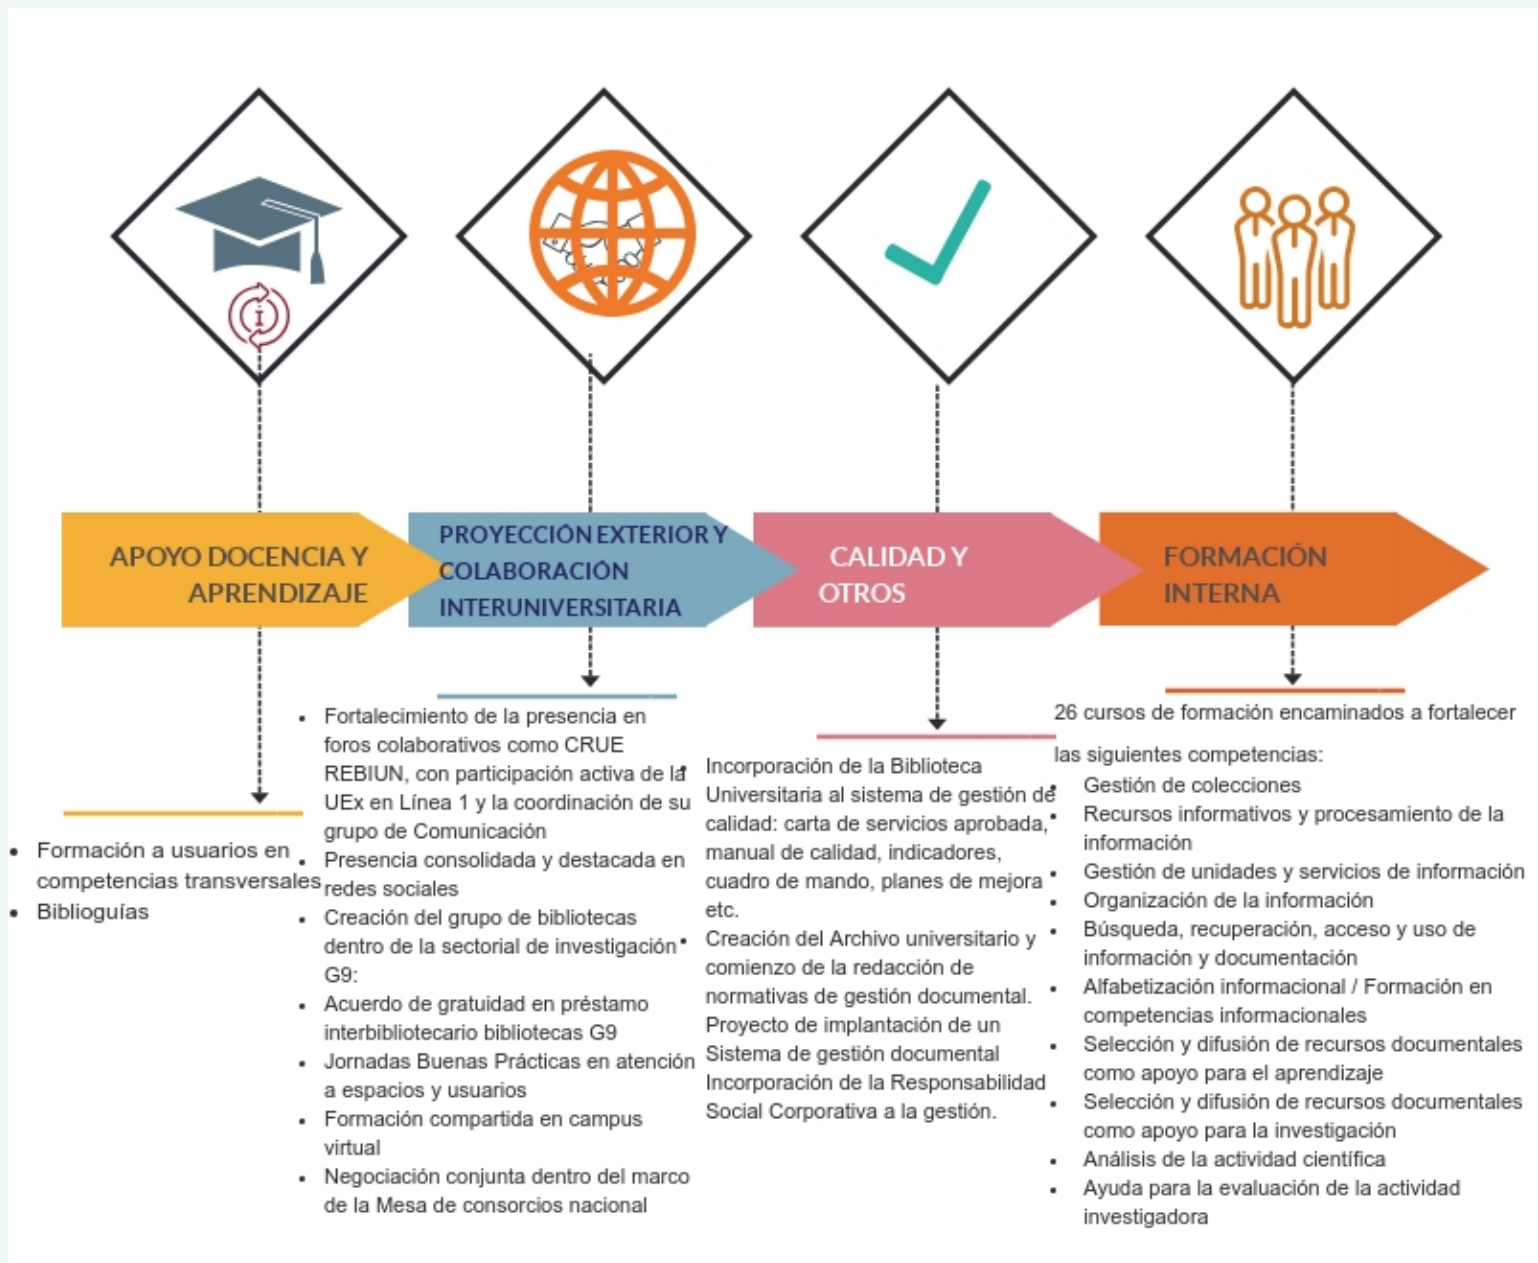 APOYO DOCENCIA Y
APRENDIZAJE
• Formación a usuarios en
competencias transversales
• Biblioguías
PROYECCIÓN EXTERIOR Y
COLABORACIÓN
INTERUNIVERSITARIA
• Fortalecimiento de la presencia en
foros colaborativos como CRUE
REBIUN, con participación activa de la
UEx en Línea 1 y la coordinación de su
grupo de Comunicación
• Presencia consolidada y destacada en
redes sociales
• Creación del grupo de bibliotecas
dentro de la sectorial de investigación
G9:
• Acuerdo de gratuidad en préstamo
interbibliotecario bibliotecas G9
• Jornadas Buenas Prácticas en atención
a espacios y usuarios
• Formación compartida en campus
virtual
• Negociación conjunta dentro del marco
de la Mesa de consorcios nacional
CALIDAD Y
OTROS
• Incorporación de la Biblioteca
Universitaria al sistema de gestión de
calidad: carta de servicios aprobada,
manual de calidad, indicadores,
cuadro de mando, planes de mejora
etc.
• Creación del Archivo universitario y
comienzo de la redacción de
normativas de gestión documental.
Proyecto de implantación de un
Sistema de gestión documental
Incorporación de la Responsabilidad
Social Corporativa a la gestión.
FORMACIÓN
INTERNA
26 cursos de formación encaminados a fortalecer
las siguientes competencias:
• Gestión de colecciones
• Recursos informativos y procesamiento de la
información
• Gestión de unidades y servicios de información
• Organización de la información
• Búsqueda, recuperación, acceso y uso de
información y documentación
• Alfabetización informacional / Formación en
competencias informacionales
• Selección y difusión de recursos documentales
como apoyo para el aprendizaje
• Selección y difusión de recursos documentales
como apoyo para la investigación
• Análisis de la actividad científica
• Ayuda para la evaluación de la actividad
investigadora